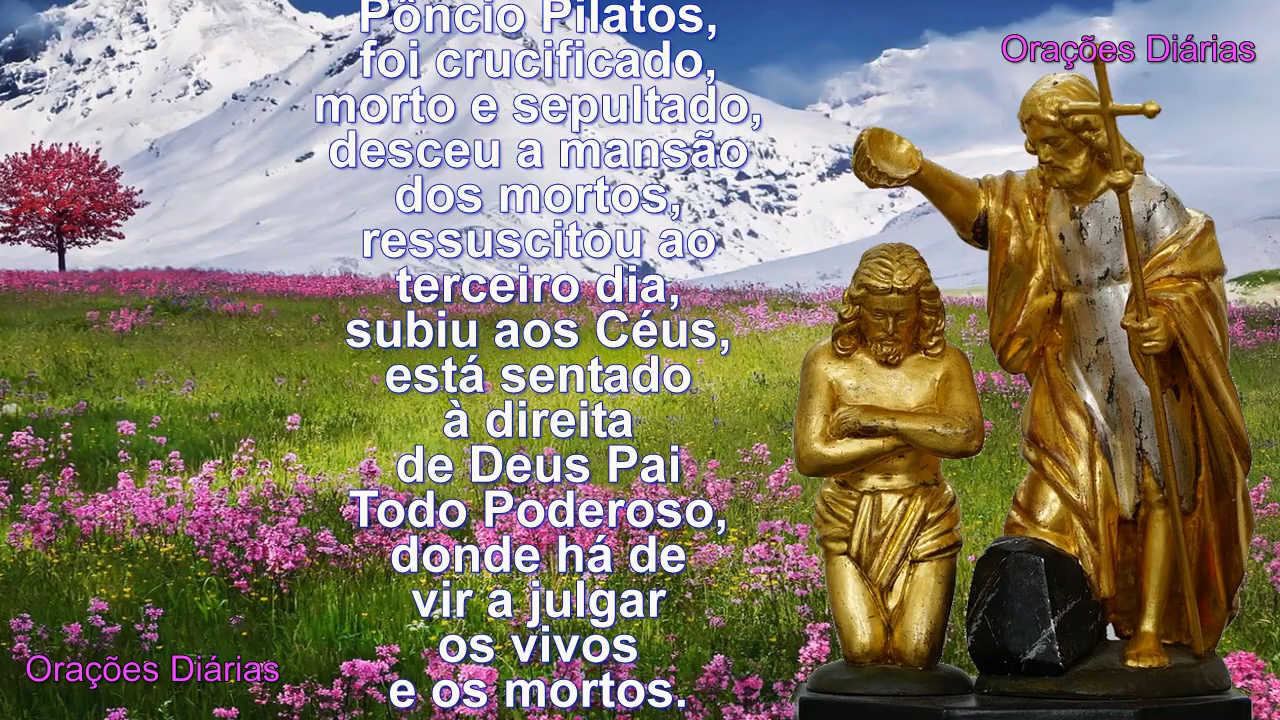 Pôncio Pilatos,
foi crucificado,
morto e sepultado,
desceu a mansão
dos mortos,
ressuscitou ao
terceiro dia,
subiu aos Céus,
está sentado
à direita
de Deus Pai
Todo Poderoso,
donde há de
vir a julgar
os vivos
e os mortos.
Orações Diárias
Orações Diárias